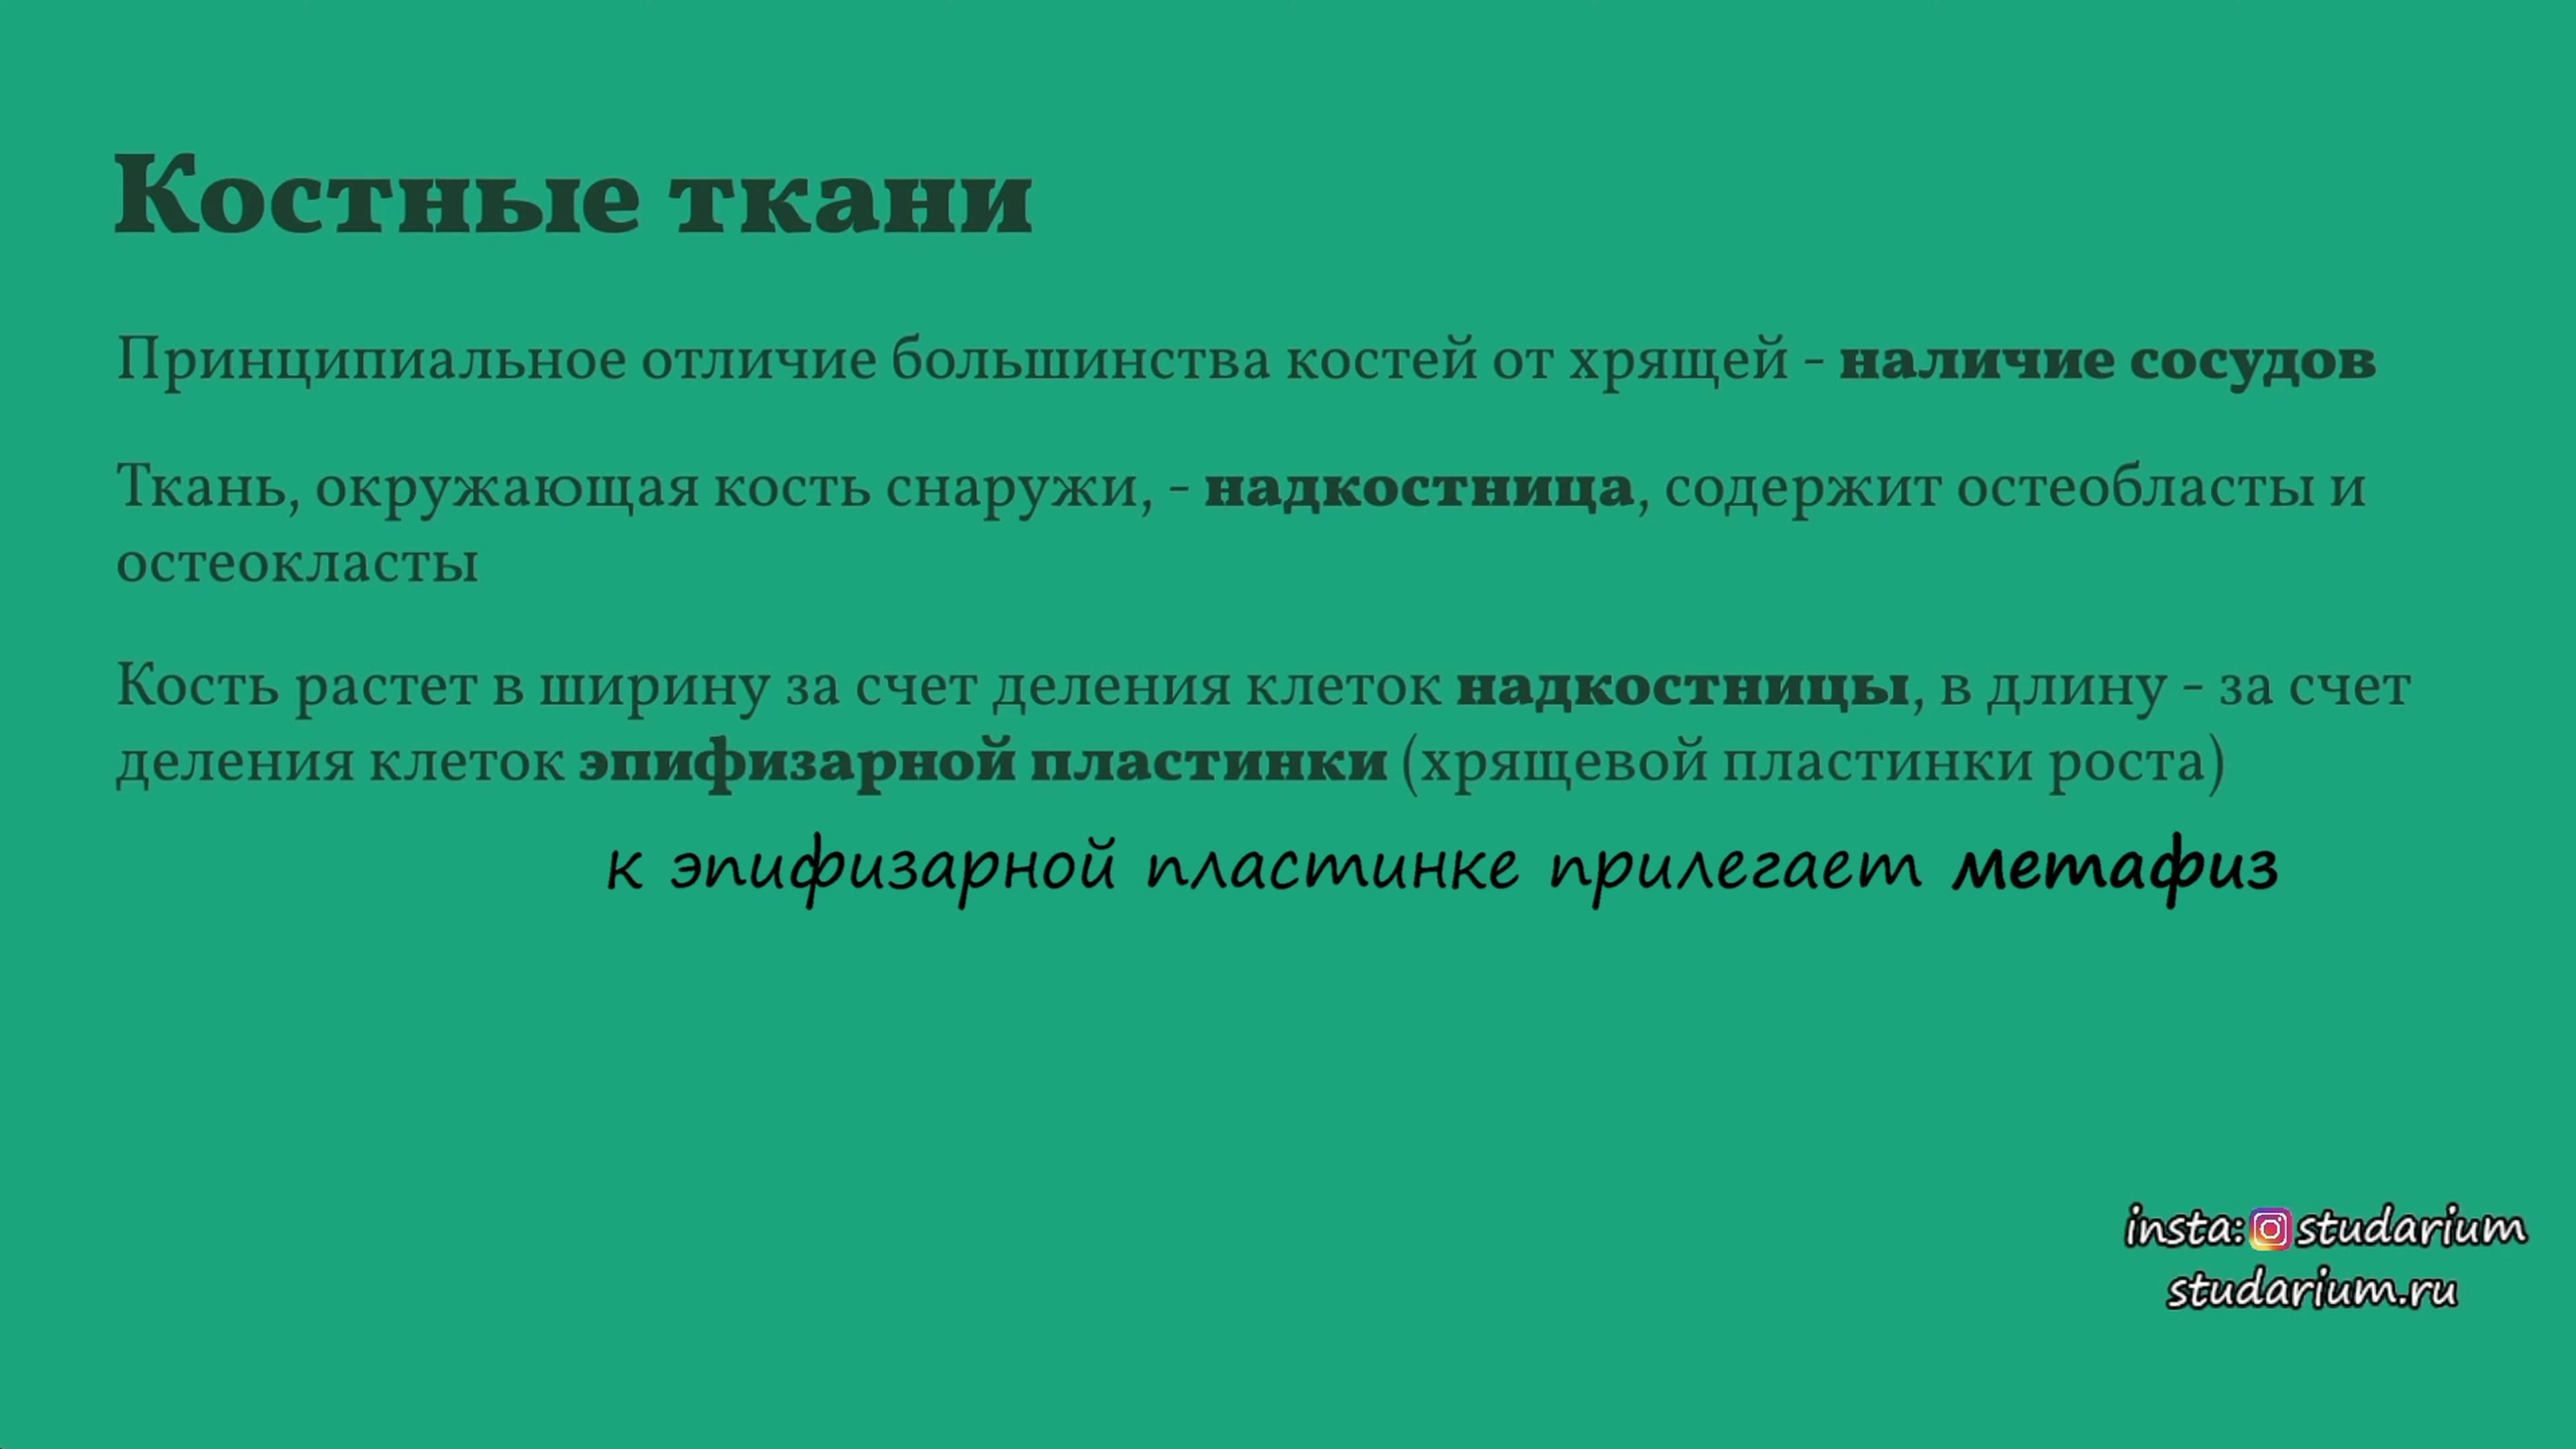 Костные ткани
Принципиальное отличие большинства костей от хрящей - наличие сосудов
Ткань, окружающая кость снаружи, - надкостница, содержит остеобласты и
остеокласты
Кость растет в ширину за счет деления клеток надкостницы, в длину - за счет
деления клеток эпифизарной пластинки (хрящевой пластинки роста)
к эпифизарной пластинке прилегает метафиз
insta: studarium
studarium.ru